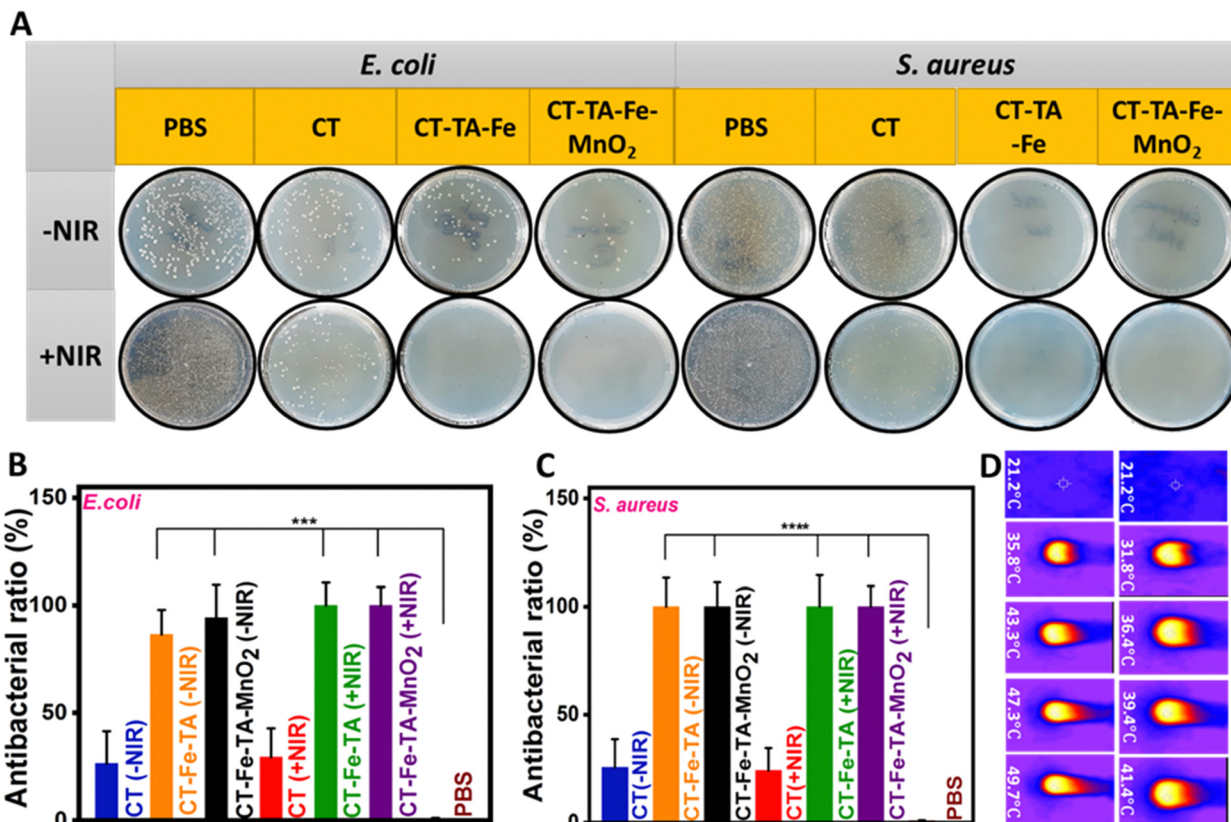 A
E. coli
S. aureus
PBS
CT
CT-TA-Fe
CT-TA-Fe-
MnO₂
PBS
CT
CT-TA
-Fe
CT-TA-Fe-
MnO₂
-NIR
+NIR
B
Antibacterial ratio (%)
150
100
50
0
E.coli
***
CT (-NIR)
CT-Fe-TA (-NIR)
CT-Fe-TA-MnO₂ (-NIR)
CT (+NIR)
CT-Fe-TA (+NIR)
CT-Fe-TA-MnO₂ (+NIR)
PBS
C
Antibacterial ratio (%)
150
100
50
0
S. aureus
****
CT(-NIR)
CT-Fe-TA (-NIR)
CT-Fe-TA-MnO₂ (-NIR)
CT(+NIR)
CT-Fe-TA (+NIR)
CT-Fe-TA-MnO₂ (+NIR)
PBS
D
21.2°C
21.2°C
35.8°C
31.8°C
43.3°C
36.4°C
47.3°C
39.4°C
49.7°C
41.4°C